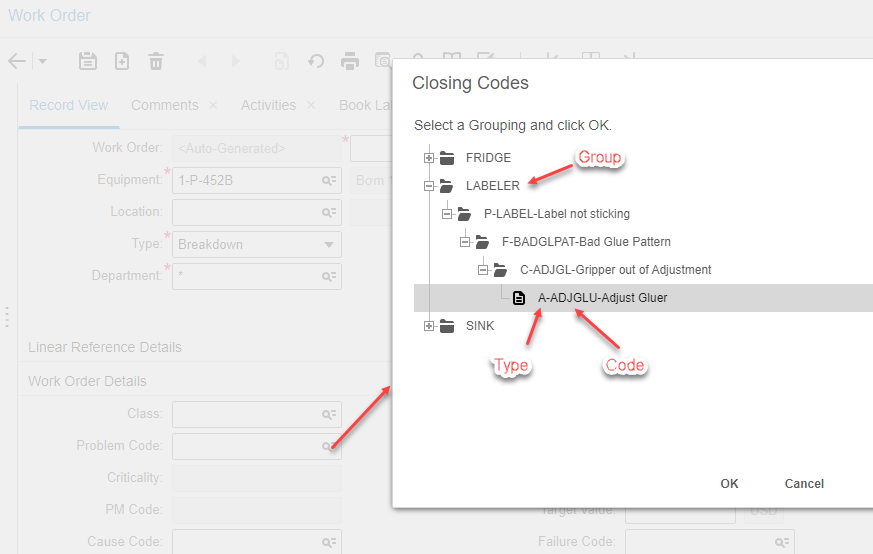 Work Order
Record View
Comments ×
Activities ×
Book La
Work Order: <Auto-Generated> *
Equipment: * 1-P-452B
Location:
Type: * Breakdown
Department: * *
Linear Reference Details
Work Order Details
Class:
Problem Code:
Criticality:
PM Code:
Cause Code:
Closing Codes
Select a Grouping and click OK.
FRIDGE
Group
LABELER
P-LABEL-Label not sticking
F-BADGLPAT-Bad Glue Pattern
C-ADJGL-Gripper out of Adjustment
A-ADJGLU-Adjust Gluer
SINK
Type
Code
OK
Cancel
Target Value:
USD
Failure Code: